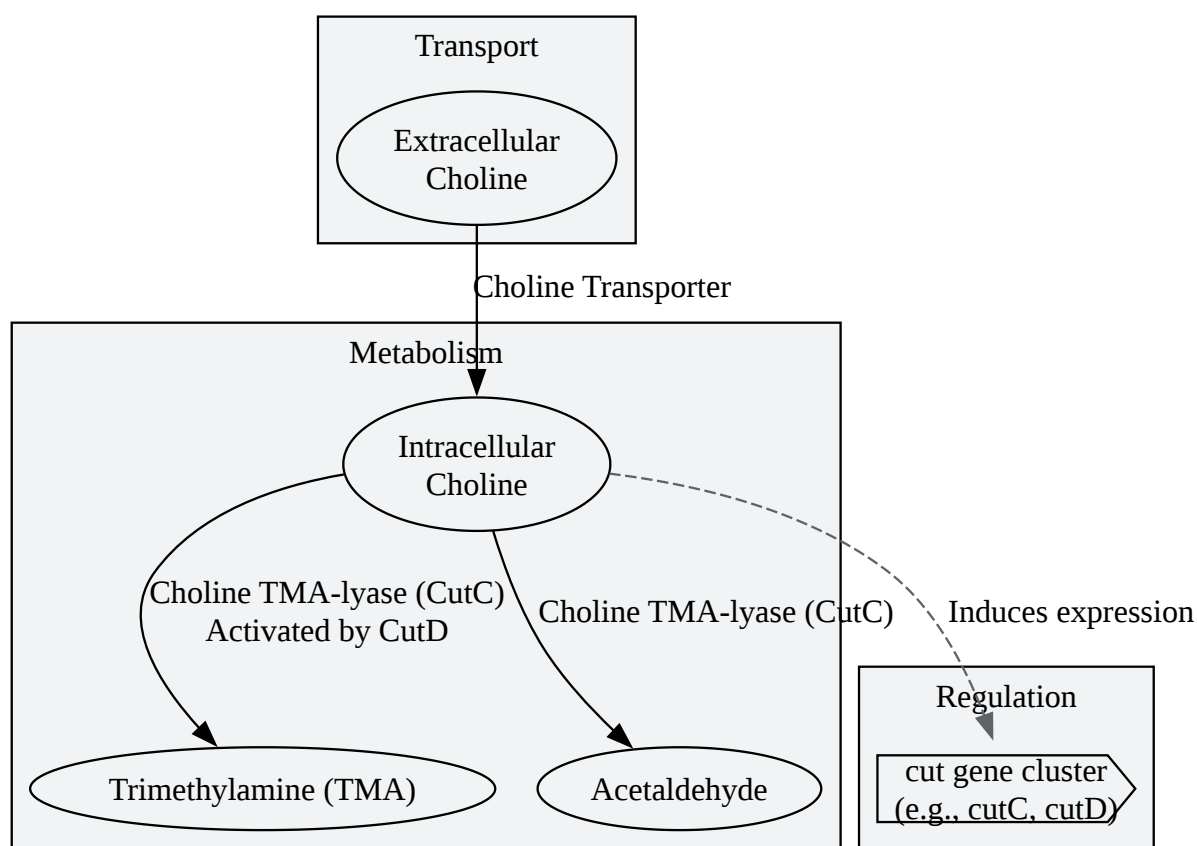 Transport
Extracellular
Choline
Choline Transporter
Metabolism
Intracellular
Choline
Choline TMA-lyase (CutC)
Activated by CutD
Choline TMA-lyase (CutC)
Induces expression
Regulation
Trimethylamine (TMA)
Acetaldehyde
cut gene cluster
(e.g., cutC, cutD)